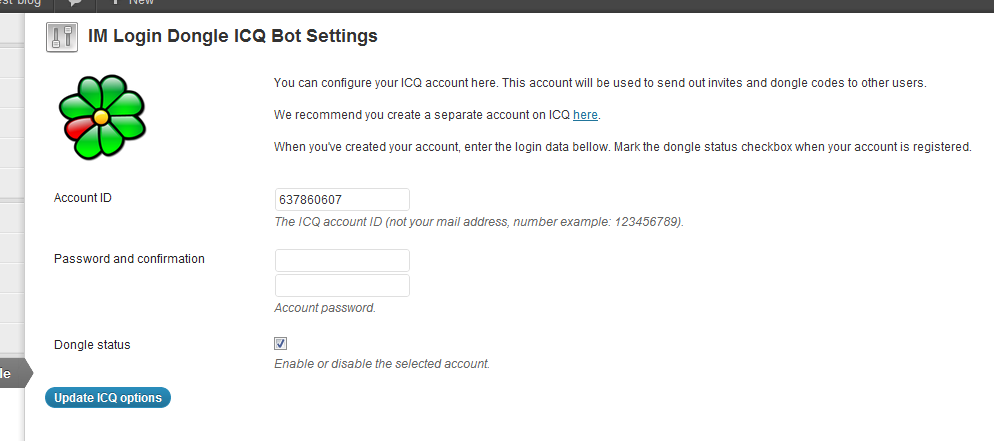 New
IM Login Dongle ICQ Bot Settings
You can configure your ICQ account here. This account will be used to send out invites and dongle codes to other users.
We recommend you create a separate account on ICQ here.
When you've created your account, enter the login data bellow. Mark the dongle status checkbox when your account is registered.
Account ID
637860607
The ICQ account ID (not your mail address, number example: 123456789).
Password and confirmation
Account password.
Dongle status
Enable or disable the selected account.
le
Update ICQ options